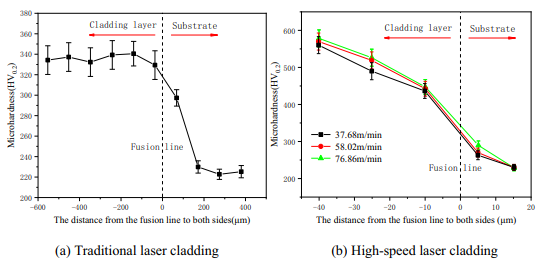 Cladding layer
Substrate
Microhardness(HV0.2)
380
360
340
320
300
280
260
240
220
200
Fusion line
-600
-400
-200
0
200
400
The distance from the fusion line to both sides(μm)
(a) Traditional laser cladding
Cladding layer
Substrate
Microhardness(HV0.2)
600
500
400
300
200
37.68m/min
58.02m/min
76.86m/min
Fusion line
-40
-30
-20
-10
0
10
20
The distance from the fusion line to both sides (μm)
(b) High-speed laser cladding